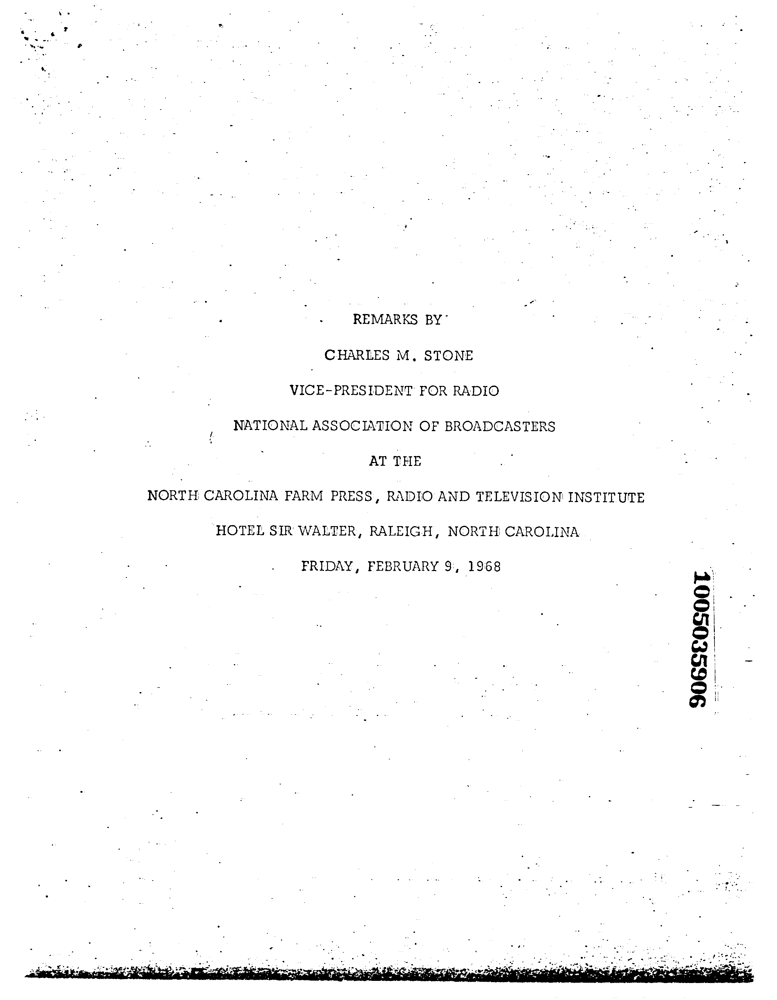 REMARKS BY
CHARLES M. STONE
VICE-PRESIDENT FOR RADIO
NATIONAL ASSOCIATION OF BROADCASTERS
AT THE
NORTH CAROLINA FARM PRESS, RADIO AND TELEVISION INSTITUTE
HOTEL SIR WALTER, RALEIGH, NORTH CAROLINA
FRIDAY, FEBRUARY 9, 1968
1005035906